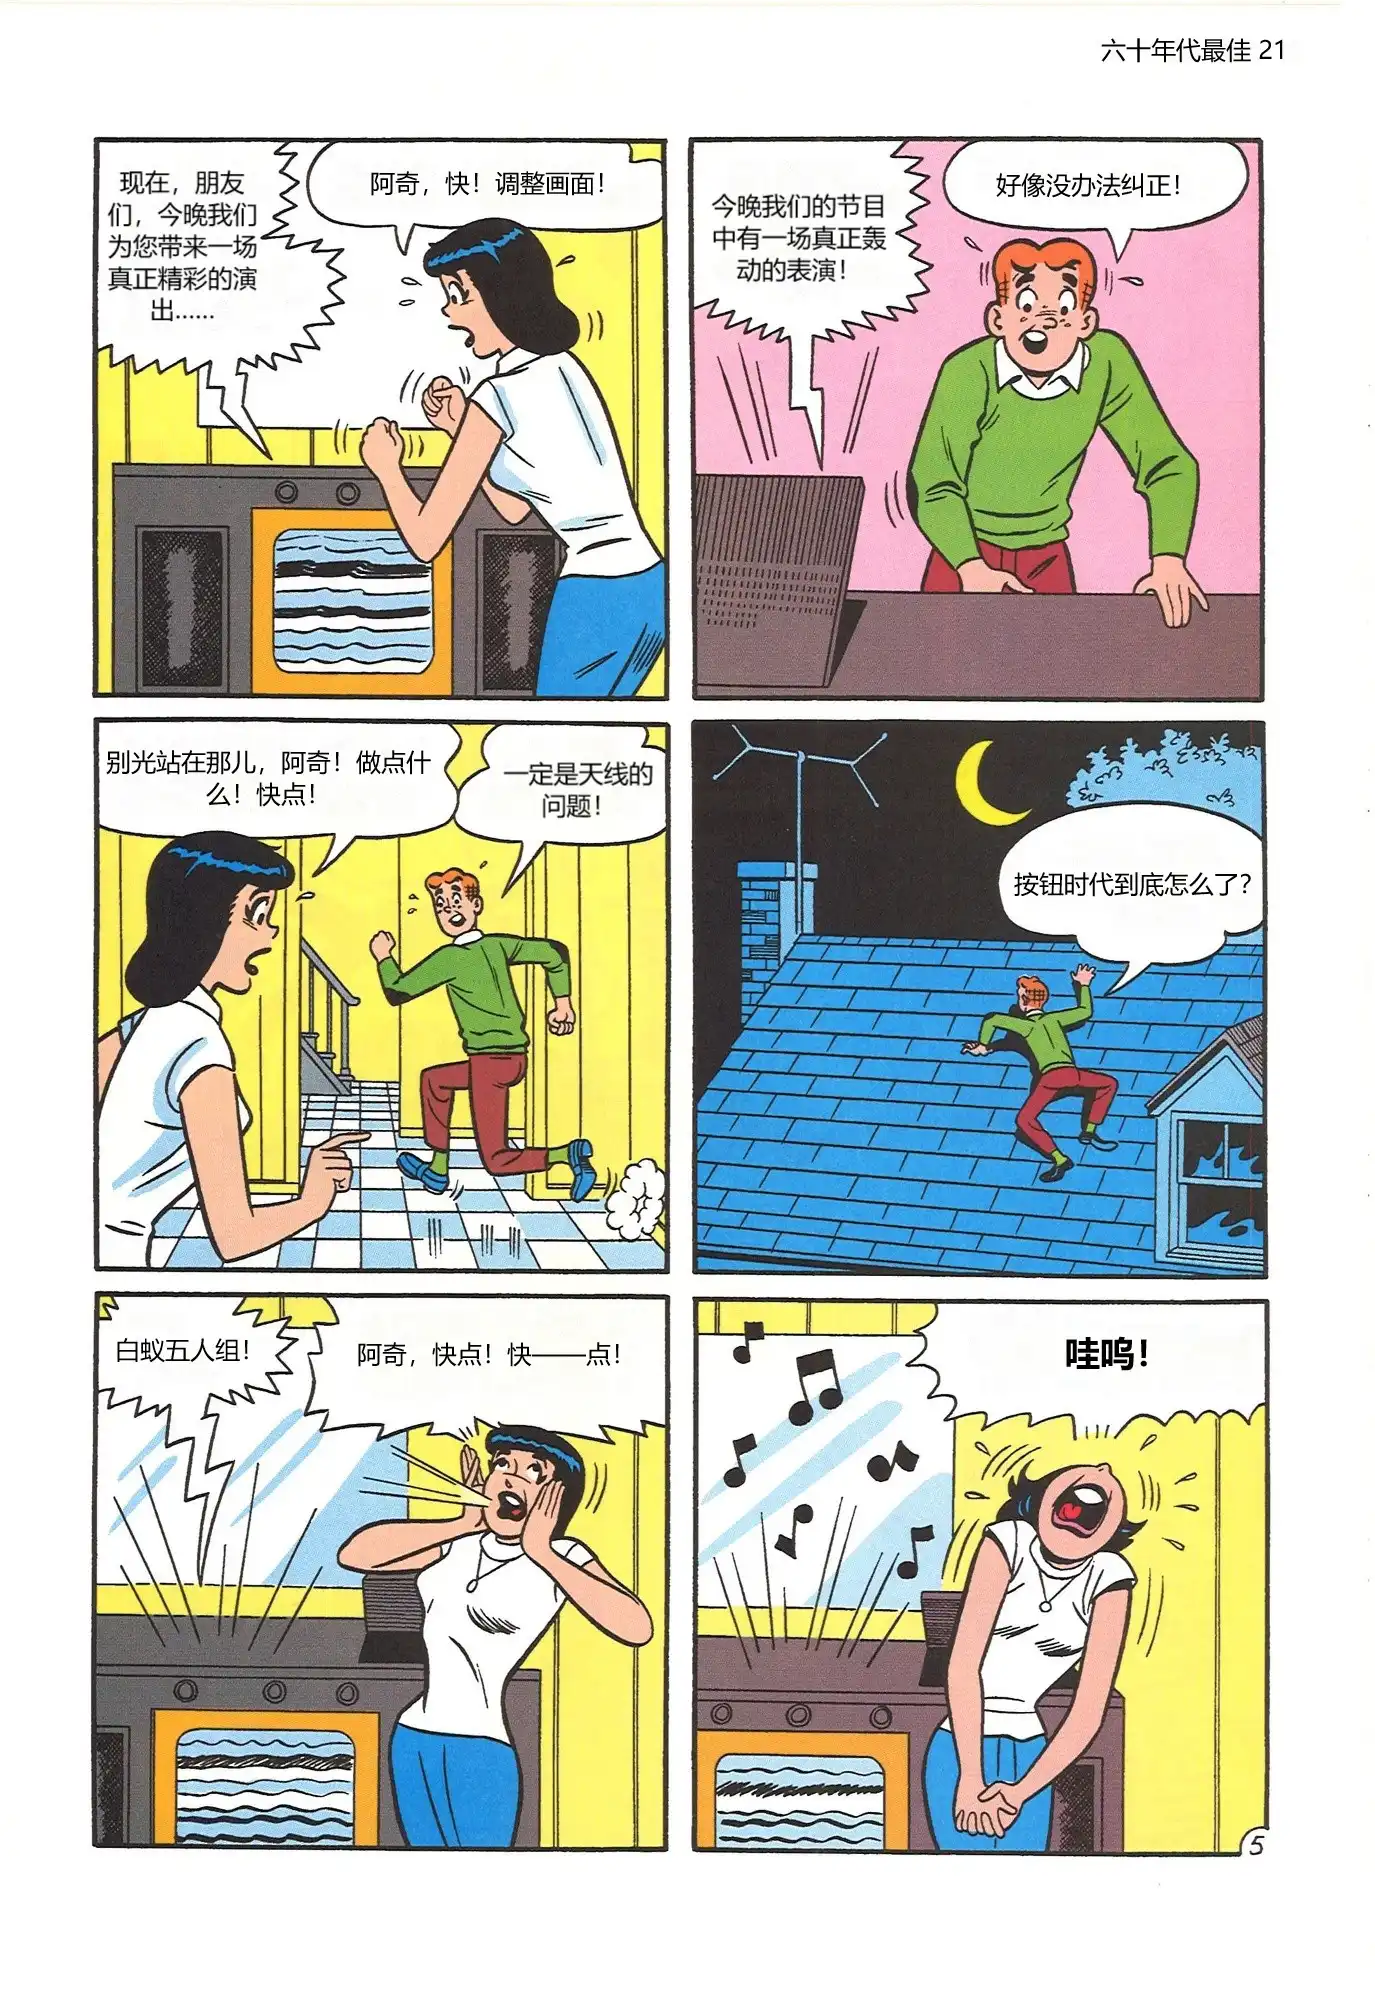 六十年代最佳 21
现在，朋友
们，今晚我们
为您带来一场
真正精彩的演
出……
阿奇，快！调整画面！
今晚我们的节目
中有一场真正轰
动的表演！
好像没办法纠正！
别光站在那儿，阿奇！做点什
么！快点！
一定是天线的
问题！
按钮时代到底怎么了？
白蚁五人组！
阿奇，快点！快——点！
哇呜！
5